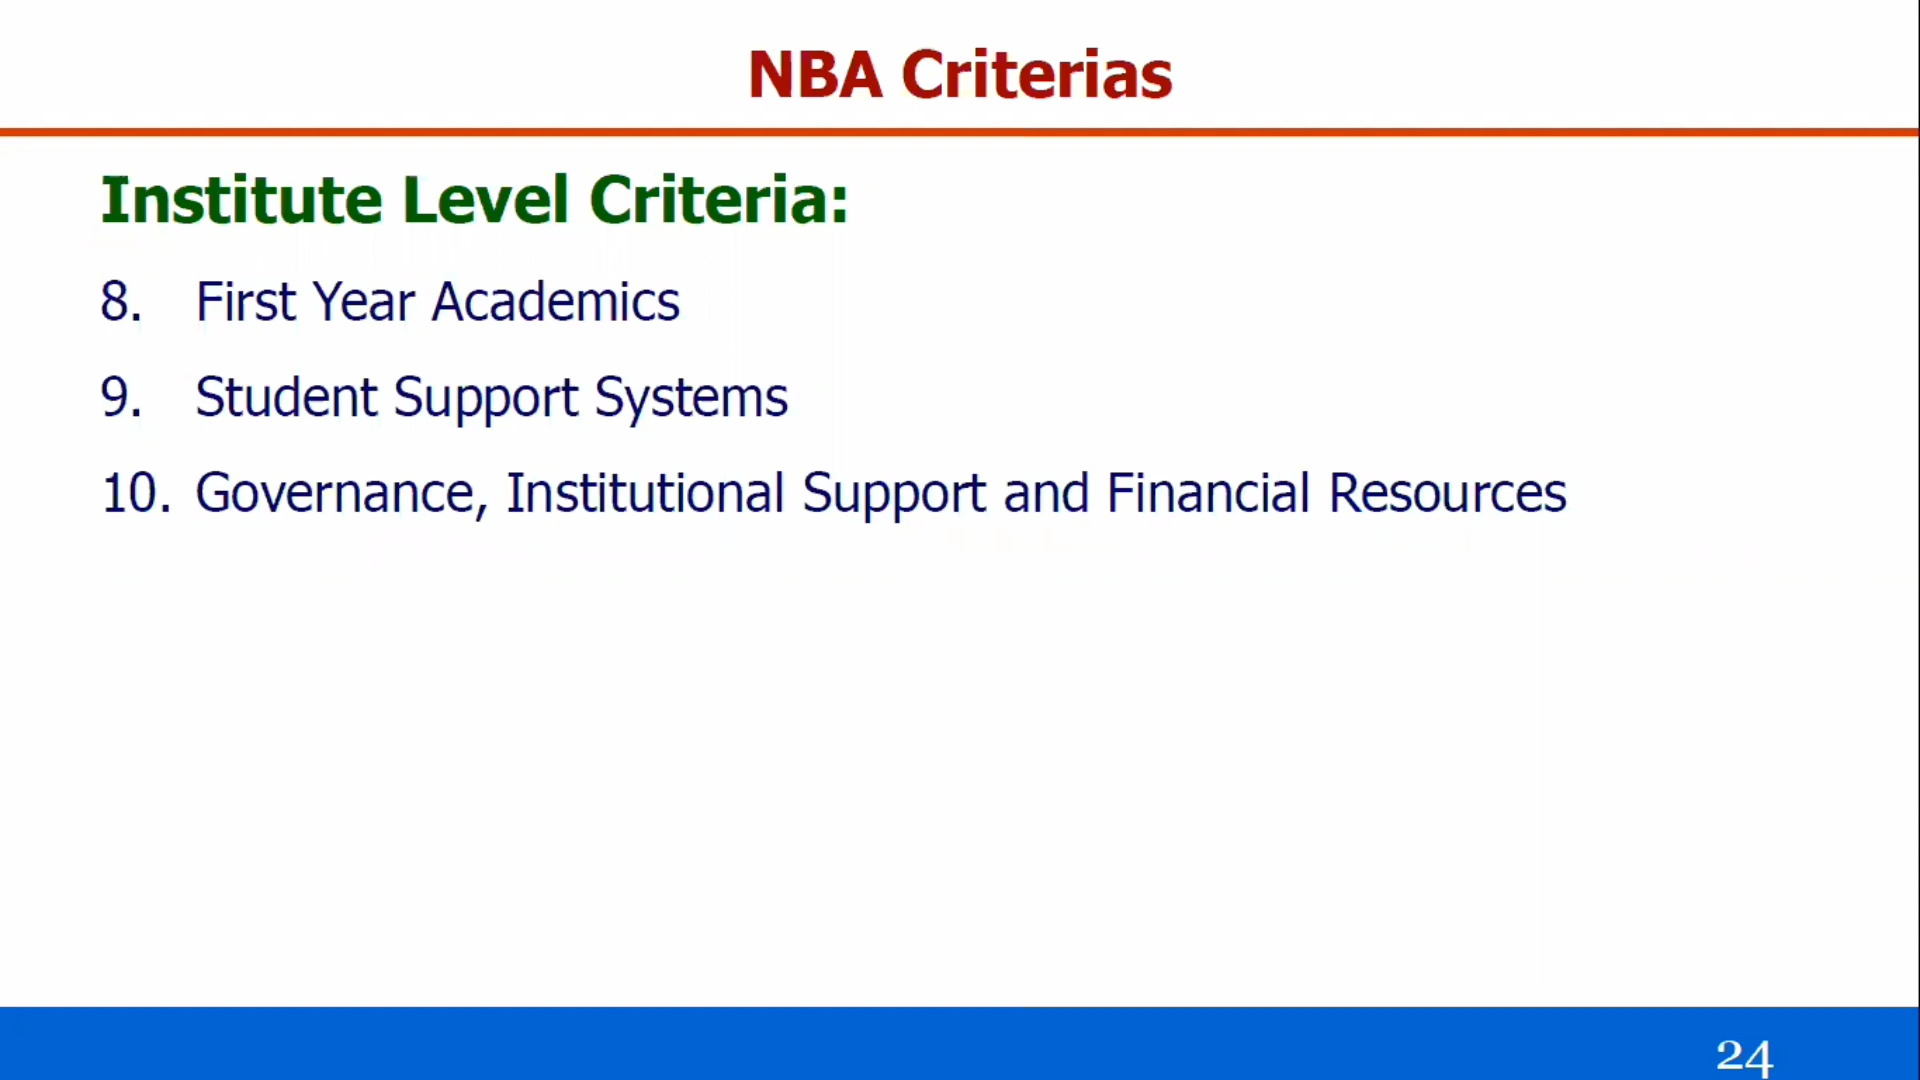 NBA Criterias
Institute Level Criteria:
8. First Year Academics
9. Student Support Systems
10. Governance, Institutional Support and Financial Resources
24